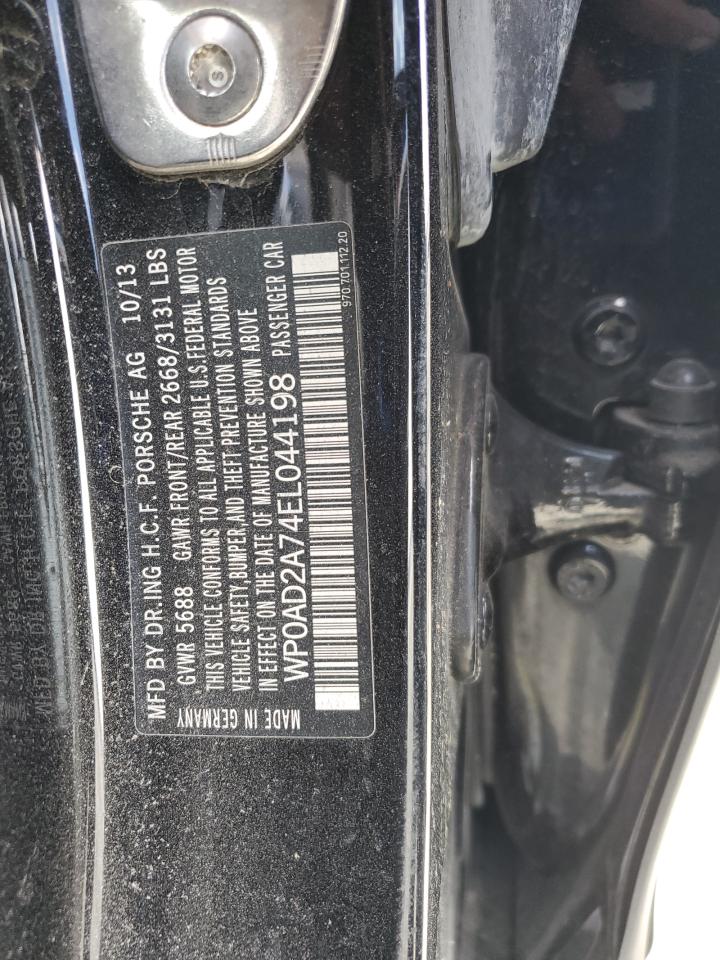 MFD BY DR.ING H.C.F. PORSCHE AG 10/13
GVWR 5688 GAWR FRONT/REAR 2668/3131 LBS
THIS VEHICLE CONFORMS TO ALL APPLICABLE U.S. FEDERAL MOTOR
VEHICLE SAFETY, BUMPER, AND THEFT PREVENTION STANDARDS
IN EFFECT ON THE DATE OF MANUFACTURE SHOWN ABOVE
MADE IN GERMANY WP0AD2A74EL044198 PASSENGER CAR
970 701 112 20